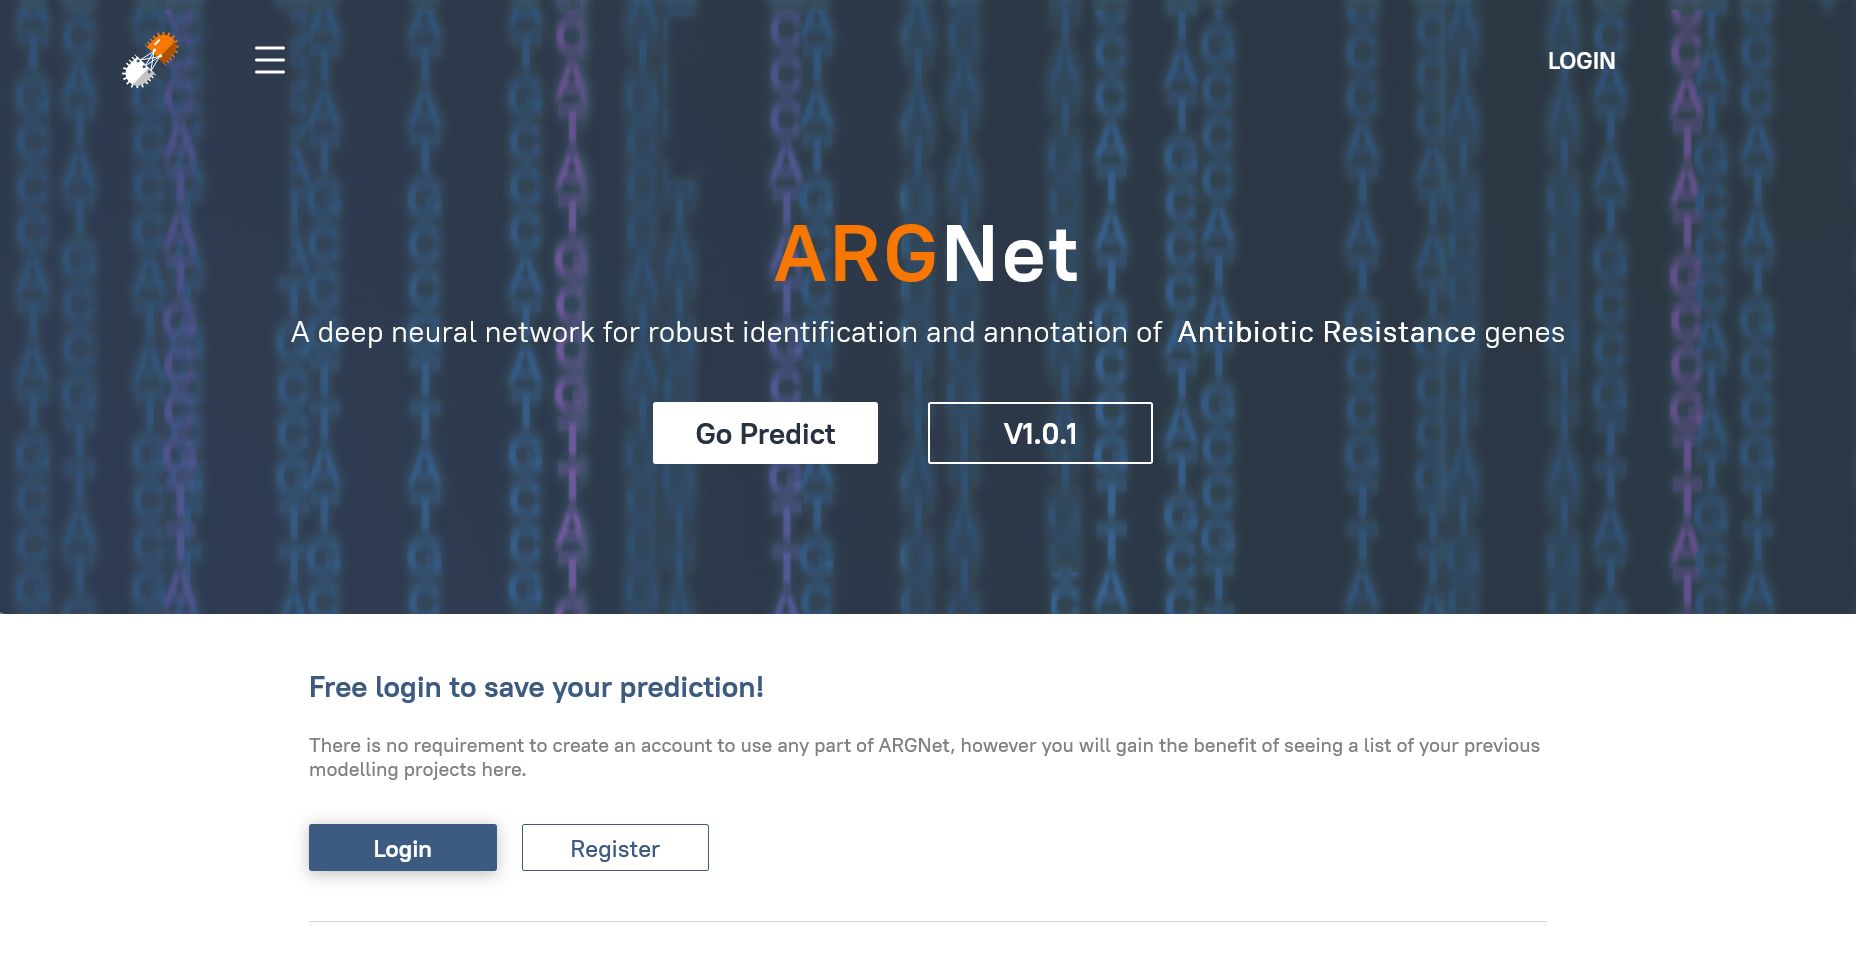 LOGIN
ARGNet
A deep neural network for robust identification and annotation of Antibiotic Resistance genes
Go Predict
V1.0.1
Free login to save your prediction!
There is no requirement to create an account to use any part of ARGNet, however you will gain the benefit of seeing a list of your previous
modelling projects here.
Login
Register